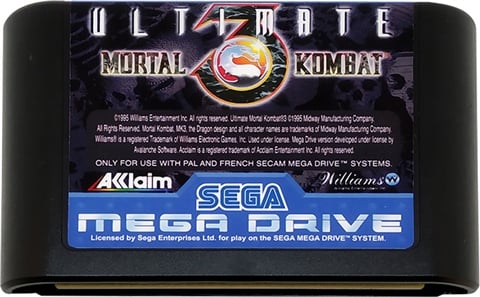 ULTIMATE
MORTAL 3 KOMBAT
©1995 Williams Entertainment Inc. All rights reserved. Ultimate Mortal Kombat®3 ©1995 Midway Manufacturing Company.
All Rights Reserved. Mortal Kombat, MK3, the Dragon design and all character names are trademarks of Midway Manufacturing Company.
Williams® is a registered Trademark of Williams Electronics Games, Inc. Used under license. Mega Drive version developed under license by
Avalanche Software. Acclaim is a registered trademark of Acclaim Entertainment Inc. All rights reserved.
ONLY FOR USE WITH PAL AND FRENCH SECAM MEGA DRIVE™ SYSTEMS.
AKKlaim
SEGA
Williams W
Williams Entertainment Inc.
MEGA DRIVE
Licensed by Sega Enterprises Ltd. for play on the SEGA MEGA DRIVE™ SYSTEM.